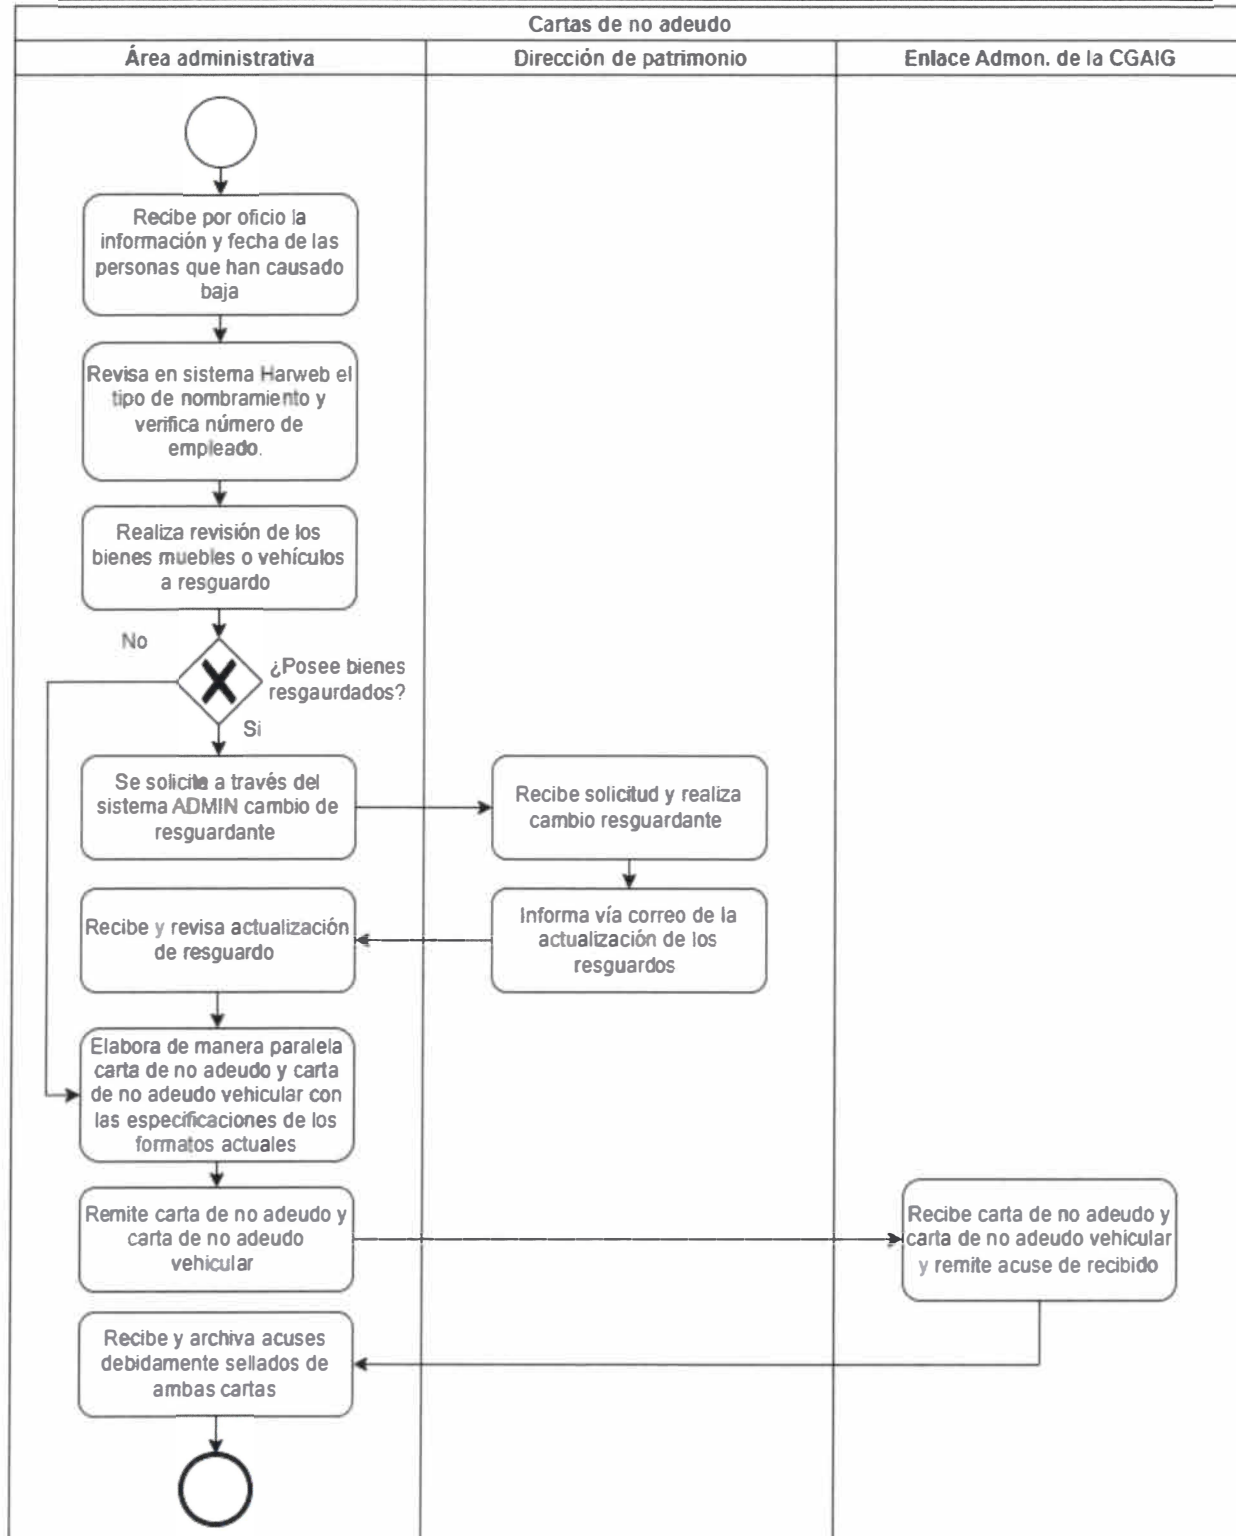 Cartas de no adeudo
Área administrativa
Dirección de patrimonio
Enlace Admon. de la CGAIG
Recibe por oficio la
información y fecha de las
personas que han causado
baja
Revisa en sistema Harweb el
tipo de nombramiento y
verifica número de
empleado.
Realiza revisión de los
bienes muebles o vehículos
a resguardo
No
¿Posee bienes
resgaurdados?
Si
Se solicite a través del
sistema ADMIN cambio de
resguardante
Recibe solicitud y realiza
cambio resguardante
Recibe y revisa actualización
de resguardo
Informa vía correo de la
actualización de los
resguardos
Elabora de manera paralela
carta de no adeudo y carta
de no adeudo vehicular con
las especificaciones de los
formatos actuales
Remite carta de no adeudo y
carta de no adeudo
vehicular
Recibe carta de no adeudo y
carta de no adeudo vehicular
y remite acuse de recibido
Recibe y archiva acuses
debidamente sellados de
ambas cartas